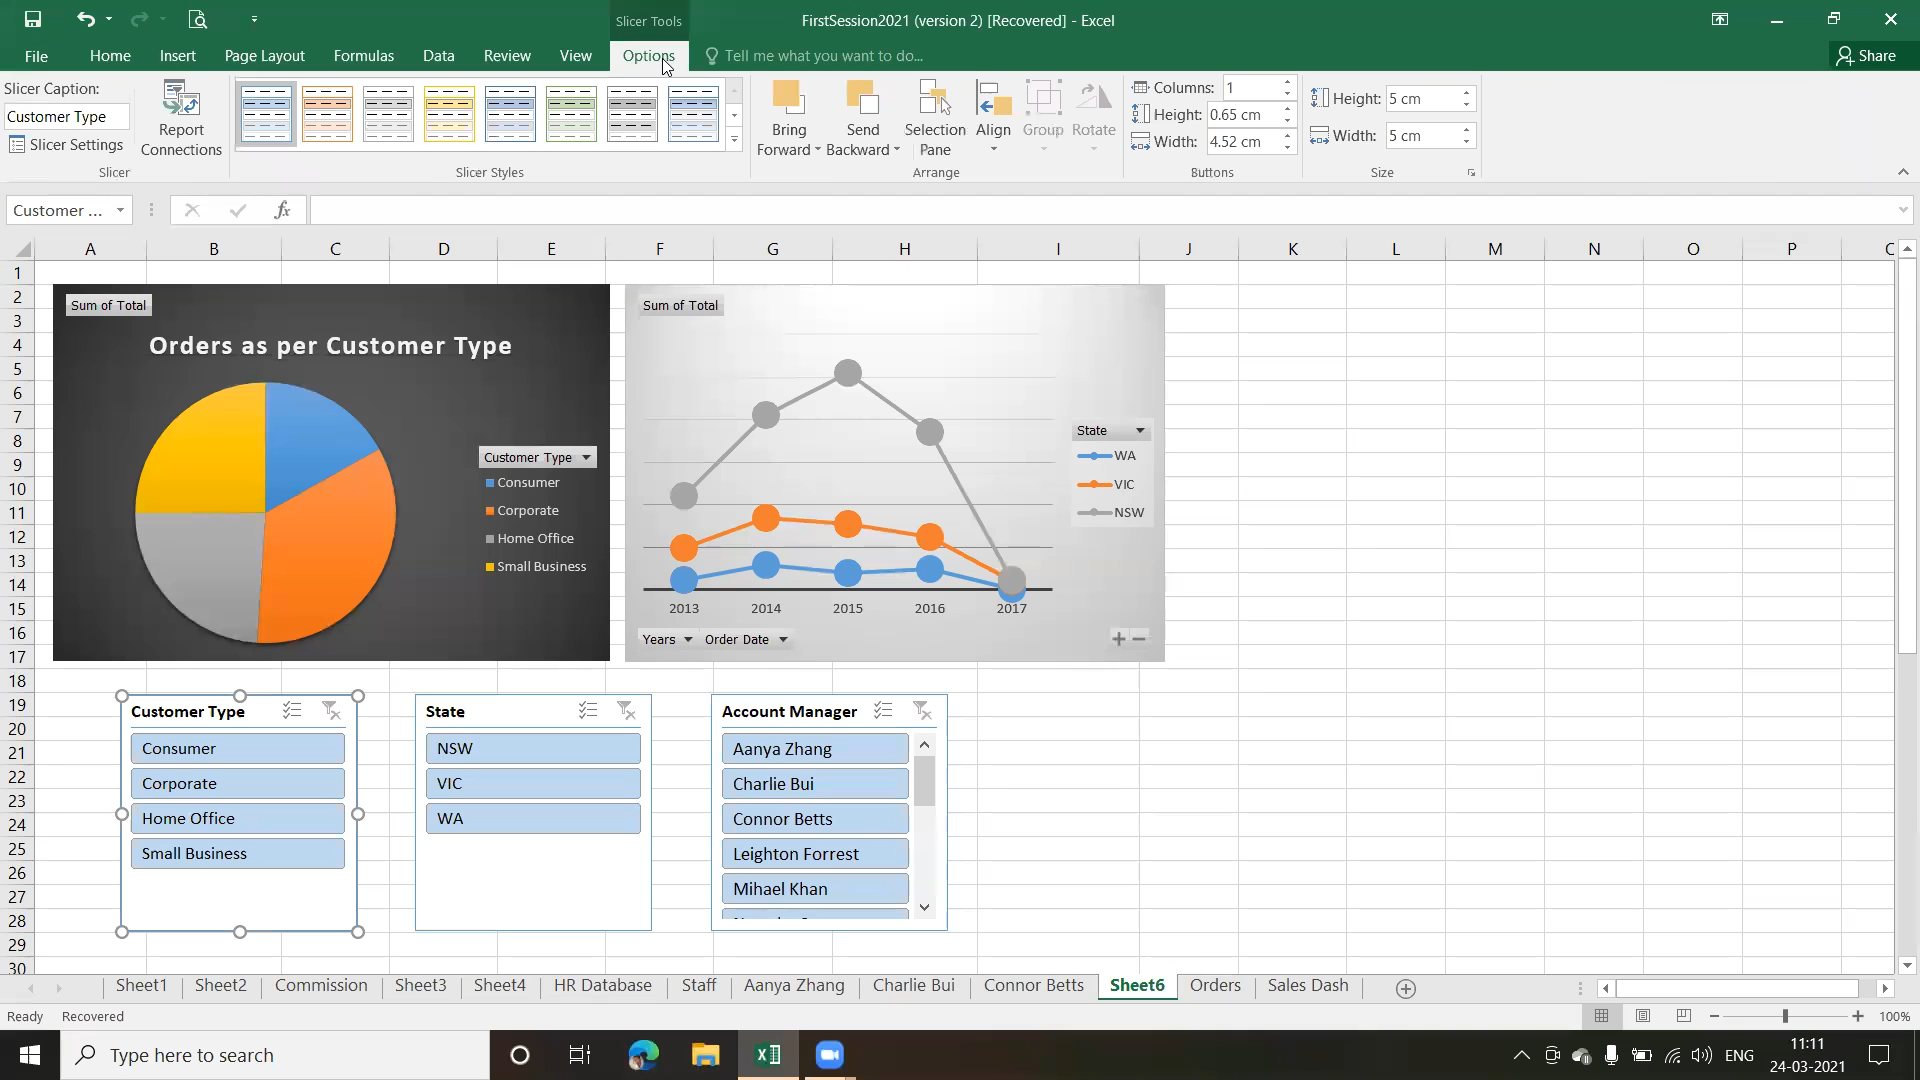 Slicer Tools
FirstSession2021 (version 2) [Recovered] - Excel
File
Home
Insert
Page Layout
Formulas
Data
Review
View
Options
Tell me what you want to do...
Share
Slicer Caption:
Customer Type
Slicer Settings
Report
Connections
Slicer
Slicer Styles
Bring
Forward
Send
Backward
Selection
Pane
Align
Group
Rotate
Arrange
Columns: 1
Height: 0.65 cm
Width: 4.52 cm
Buttons
Height: 5 cm
Width: 5 cm
Size
Customer ...
fx
A B C D E F G H I J K L M N O P
1
2
3
4
5
6
7
8
9
10
11
12
13
14
15
16
17
18
19
20
21
22
23
24
25
26
27
28
29
30
Sum of Total
Orders as per Customer Type
Customer Type
Consumer
Corporate
Home Office
Small Business
Sum of Total
State
WA
VIC
NSW
2013 2014 2015 2016 2017
Years
Order Date
Customer Type
Consumer
Corporate
Home Office
Small Business
State
NSW
VIC
WA
Account Manager
Aanya Zhang
Charlie Bui
Connor Betts
Leighton Forrest
Mihael Khan
Sheet1
Sheet2
Commission
Sheet3
Sheet4
HR Database
Staff
Aanya Zhang
Charlie Bui
Connor Betts
Sheet6
Orders
Sales Dash
Ready
Recovered
100%
Type here to search
ENG
11:11
24-03-2021